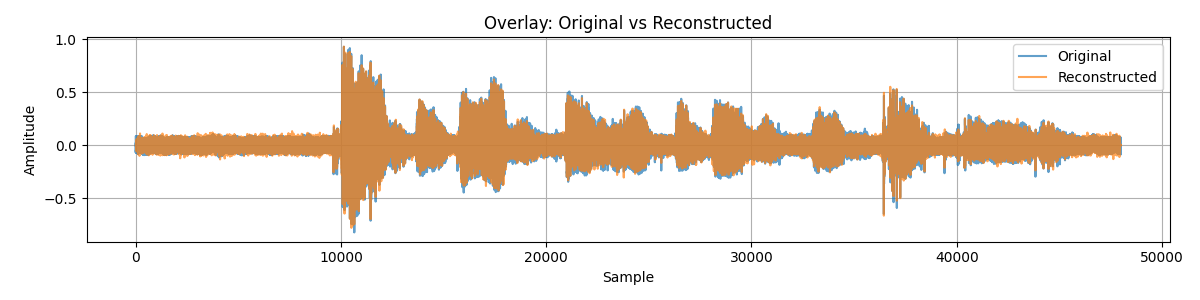 Overlay: Original vs Reconstructed
1.0
0.5
0.0
−0.5
Amplitude
Original
Reconstructed
0
10000
20000
30000
40000
50000
Sample